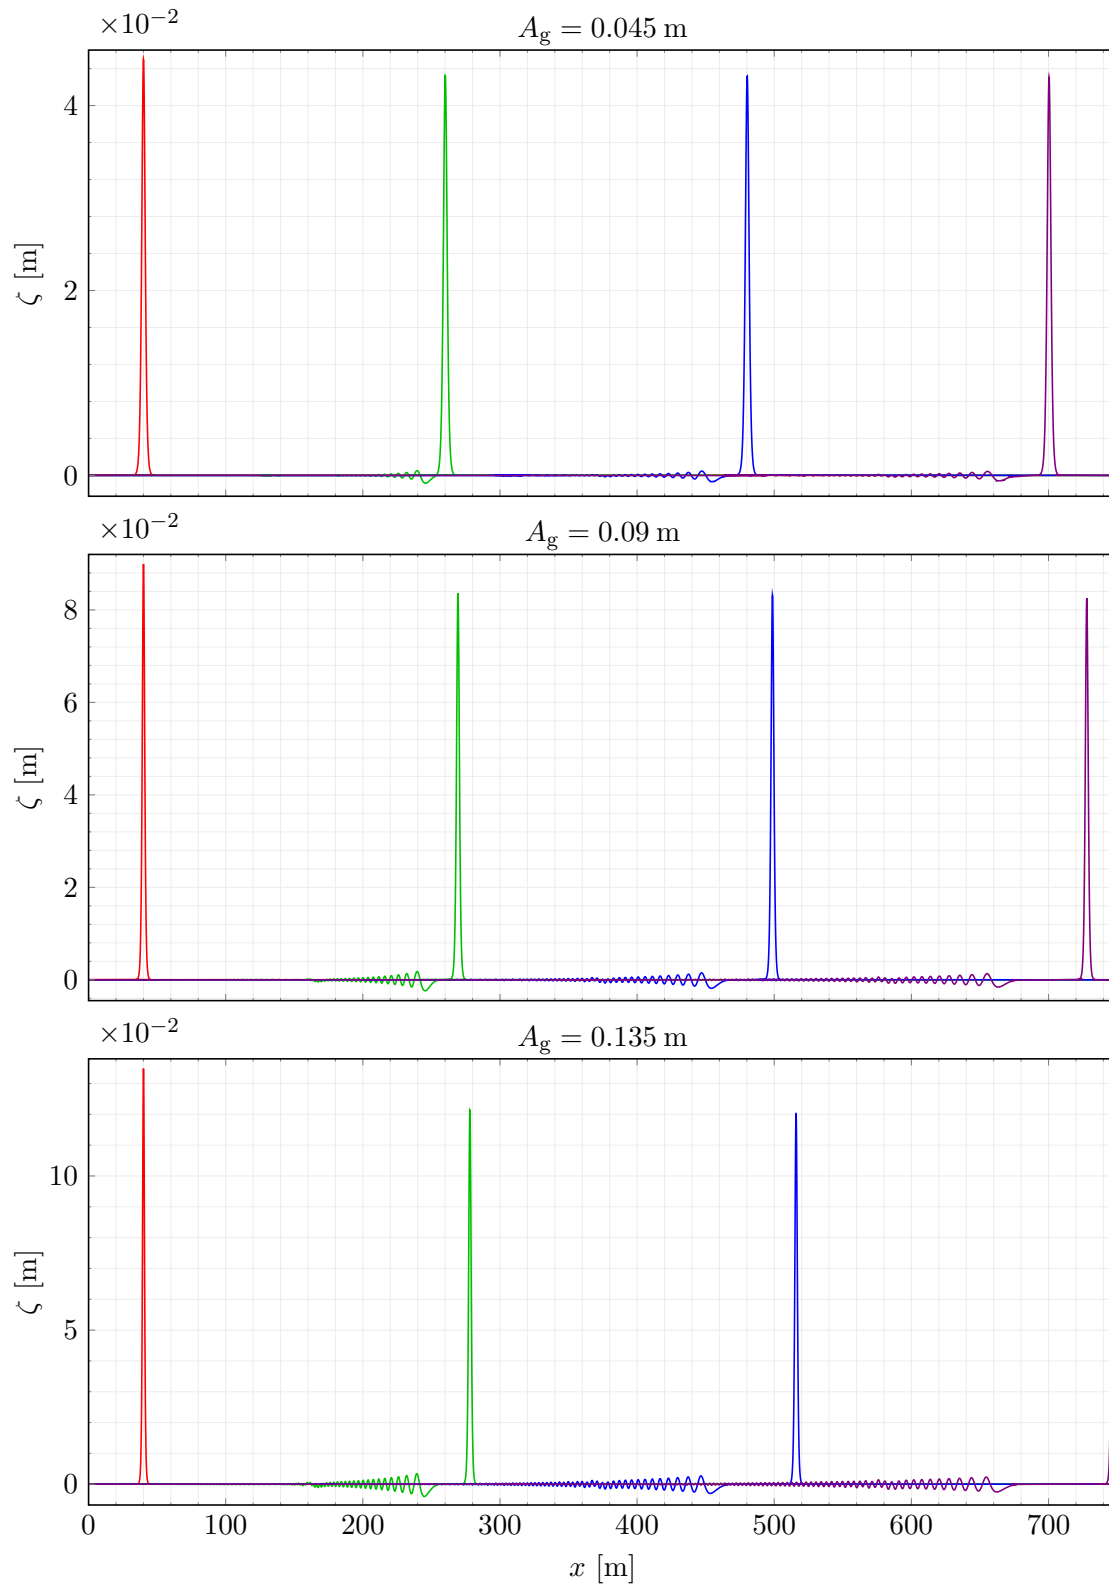 ×10⁻²
A_g = 0.045 m
4
2
0
ζ [m]
×10⁻²
A_g = 0.09 m
8
6
4
2
0
ζ [m]
×10⁻²
A_g = 0.135 m
10
5
0
ζ [m]
0 100 200 300 400 500 600 700
x [m]